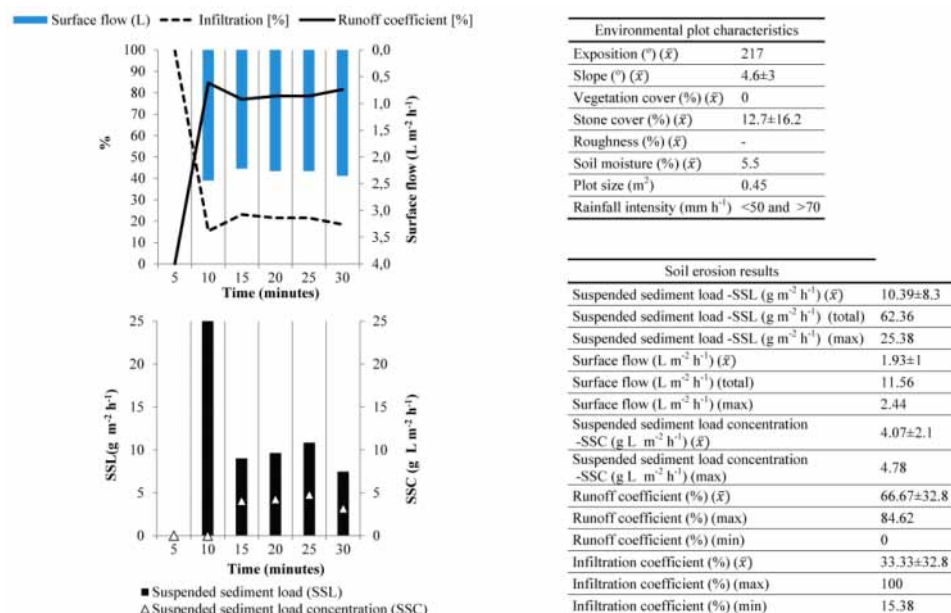 Surface flow (L) Infiltration [%] Runoff coefficient [%]
100
90
80
70
60
50
40
30
20
10
0
%
0,0
0,5
1,0
1,5
2,0
2,5
3,0
3,5
4,0
Surface flow (L m⁻² h⁻¹)
5 10 15 20 25 30
Time (minutes)
25
20
15
10
5
0
SSL(g m⁻² h⁻¹)
25
20
15
10
5
0
SSC (g L m⁻² h⁻¹)
5 10 15 20 25 30
Time (minutes)
■ Suspended sediment load (SSL)
△ Suspended sediment load concentration (SSC)
Environmental plot characteristics
Exposition (º) (x̄) 217
Slope (º) (x̄) 4.6±3
Vegetation cover (%) (x̄) 0
Stone cover (%) (x̄) 12.7±16.2
Roughness (%) (x̄) -
Soil moisture (%) (x̄) 5.5
Plot size (m²) 0.45
Rainfall intensity (mm h⁻¹) <50 and >70
Soil erosion results
Suspended sediment load -SSL (g m⁻² h⁻¹) (x̄) 10.39±8.3
Suspended sediment load -SSL (g m⁻² h⁻¹) (total) 62.36
Suspended sediment load -SSL (g m⁻² h⁻¹) (max) 25.38
Surface flow (L m⁻² h⁻¹) (x̄) 1.93±1
Surface flow (L m⁻² h⁻¹) (total) 11.56
Surface flow (L m⁻² h⁻¹) (max) 2.44
Suspended sediment load concentration
-SSC (g L m⁻² h⁻¹) (x̄) 4.07±2.1
Suspended sediment load concentration
-SSC (g L m⁻² h⁻¹) (max) 4.78
Runoff coefficient (%) (x̄) 66.67±32.8
Runoff coefficient (%) (max) 84.62
Runoff coefficient (%) (min) 0
Infiltration coefficient (%) (x̄) 33.33±32.8
Infiltration coefficient (%) (max) 100
Infiltration coefficient (%) (min) 15.38